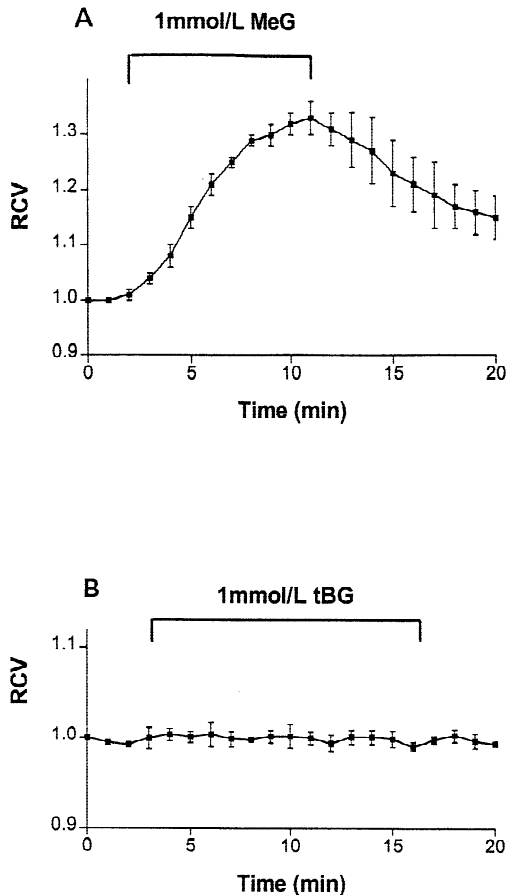 A
1mmol/L MeG
RCV
1.3
1.2
1.1
1.0
0.9
0 5 10 15 20
Time (min)
B
1mmol/L tBG
RCV
1.1
1.0
0.9
0 5 10 15 20
Time (min)